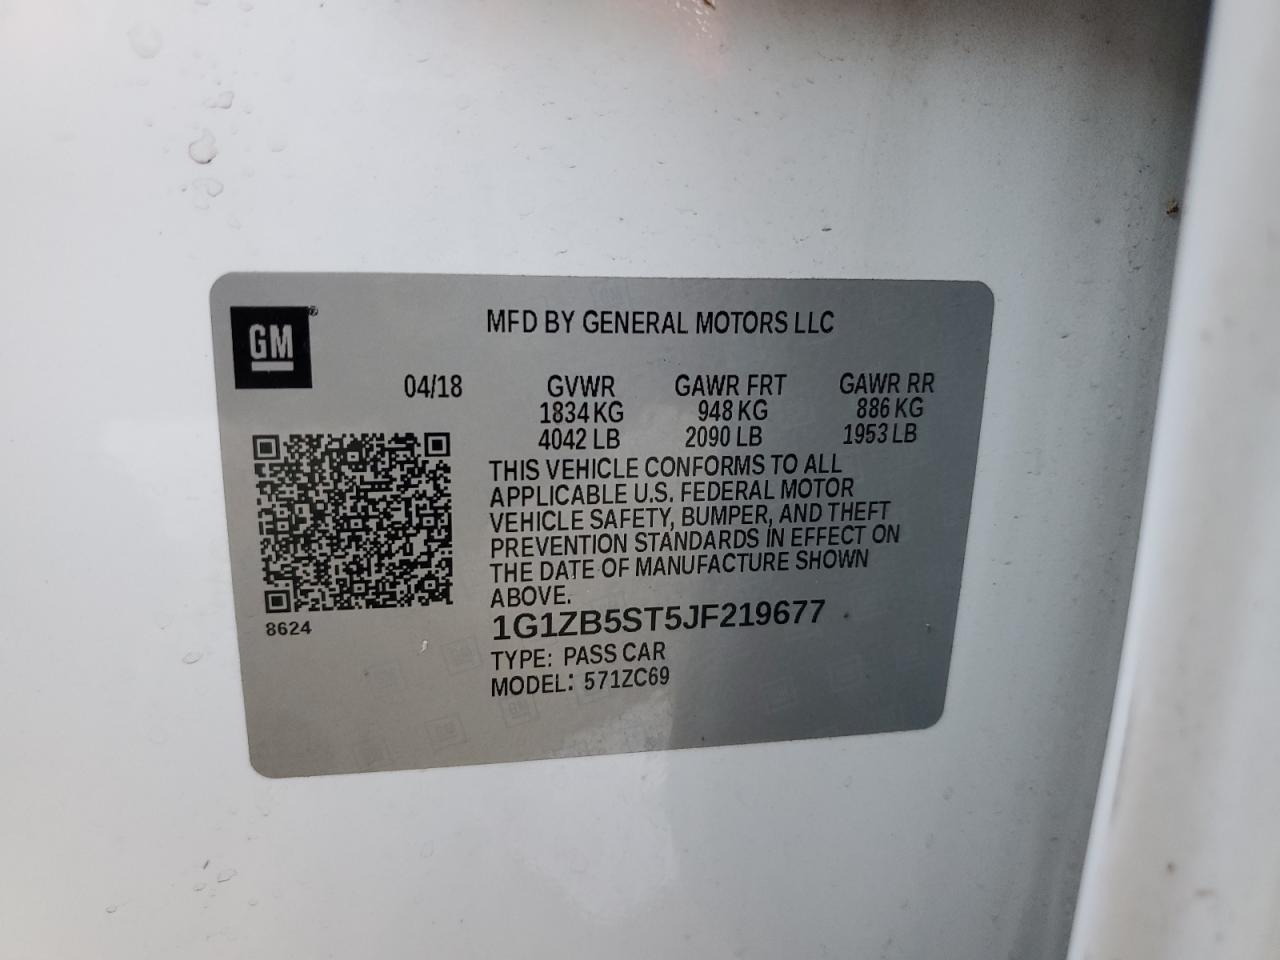 GM®
MFD BY GENERAL MOTORS LLC
04/18 GVWR GAWR FRT GAWR RR
1834 KG 948 KG 886 KG
4042 LB 2090 LB 1953 LB
THIS VEHICLE CONFORMS TO ALL
APPLICABLE U.S. FEDERAL MOTOR
VEHICLE SAFETY, BUMPER, AND THEFT
PREVENTION STANDARDS IN EFFECT ON
THE DATE OF MANUFACTURE SHOWN
ABOVE.
8624
1G1ZB5ST5JF219677
TYPE: PASS CAR
MODEL: 571ZC69